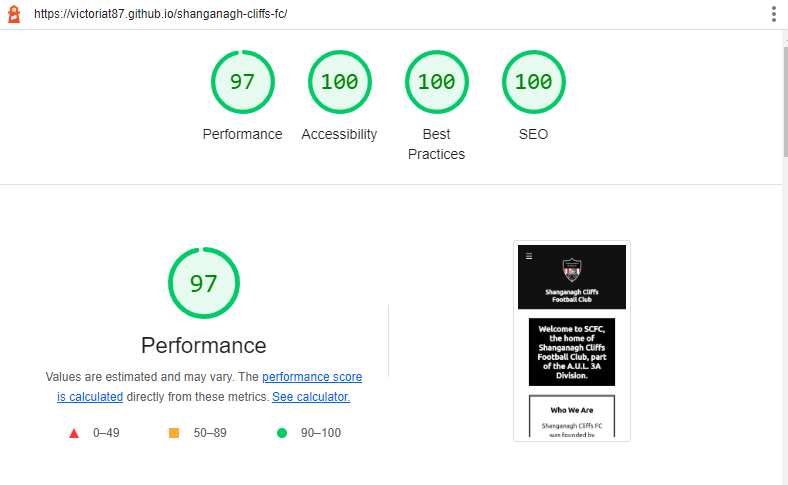 https://victoriat87.github.io/shanganagh-cliffs-fc/
97 100 100 100
Performance Accessibility Best Practices SEO
97
Performance
Values are estimated and may vary. The performance score
is calculated directly from these metrics. See calculator.
0–49 50–89 90–100
Shanganagh Cliffs
Football Club
Welcome to SCFC,
the home of
Shanganagh Cliffs
Football Club, part
of the A.U.L. 3A
Division.
Who We Are
Shanganagh Cliffs FC
was founded by